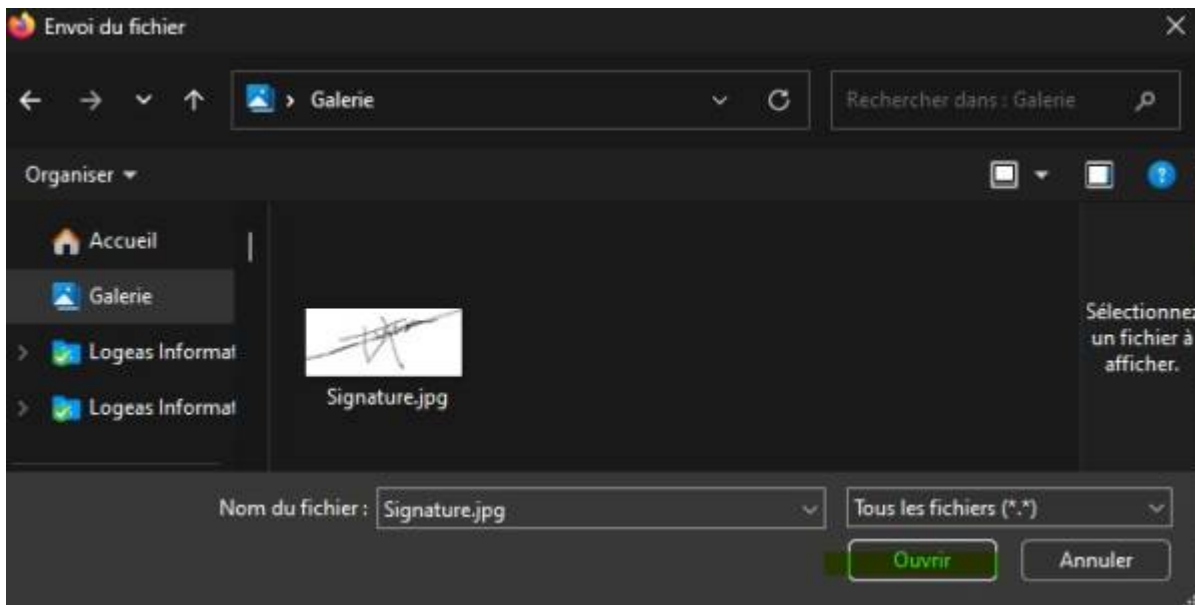 Envoi du fichier
Galerie
Rechercher dans : Galerie
Organiser
Accueil
Galerie
Logeas Informat
Logeas Informat
Signature.jpg
Sélectionnez
un fichier à
afficher.
Nom du fichier : Signature.jpg
Tous les fichiers (*.*)
Ouvrir
Annuler